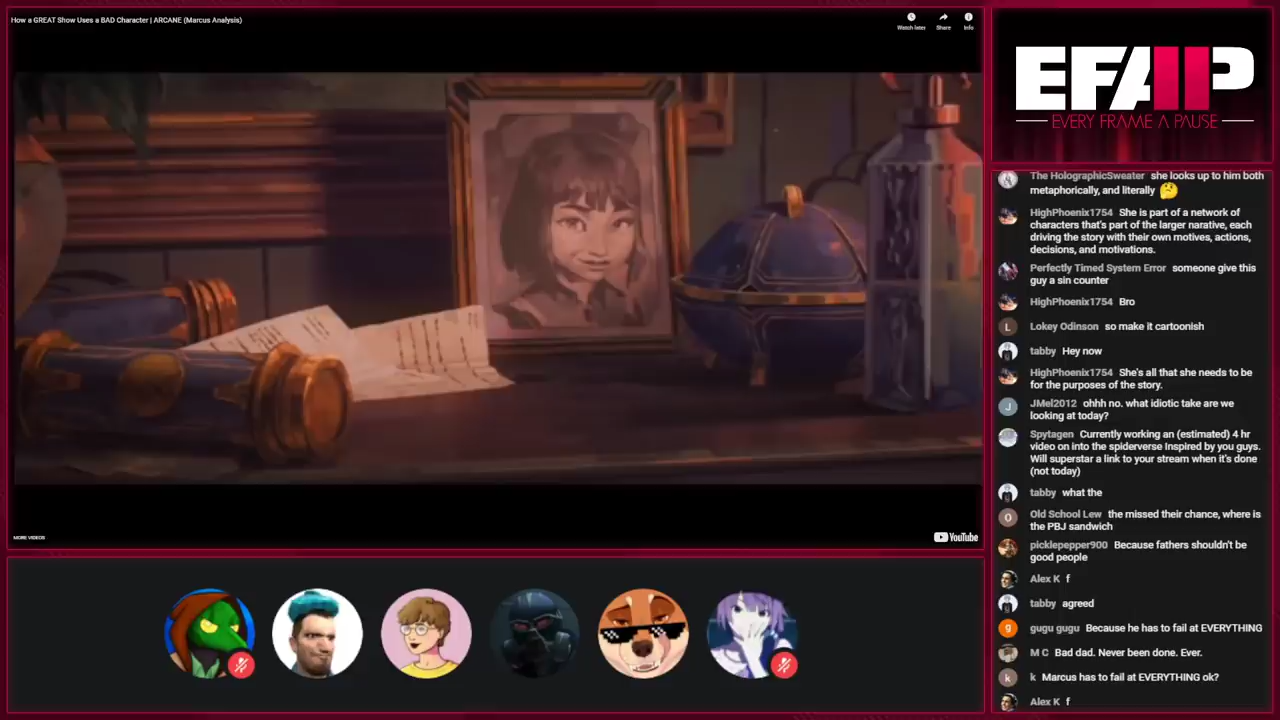 How a GREAT Show Uses a BAD Character | ARCANE (Marcus Analysis)
Watch later
Share
Info
MORE VIDEOS
YouTube
EFAP
EVERY FRAME A PAUSE
The HolographicSweater she looks up to him both
metaphorically, and literally
HighPhoenix1754 She is part of a network of
characters that's part of the larger narative, each
driving the story with their own motives, actions,
decisions, and motivations.
Perfectly Timed System Error someone give this
guy a sin counter
HighPhoenix1754 Bro
L
Lokey Odinson so make it cartoonish
tabby Hey now
HighPhoenix1754 She's all that she needs to be
for the purposes of the story.
J
JMel2012 ohhh no. what idiotic take are we
looking at today?
Spytagen Currently working an (estimated) 4 hr
video on into the spiderverse Inspired by you guys.
Will superstar a link to your stream when it's done
(not today)
tabby what the
O
Old School Lew the missed their chance, where is
the PBJ sandwich
picklepepper900 Because fathers shouldn't be
good people
Alex K f
tabby agreed
g
gugu gugu Because he has to fail at EVERYTHING
M C Bad dad. Never been done. Ever.
k
k Marcus has to fail at EVERYTHING ok?
Alex K f